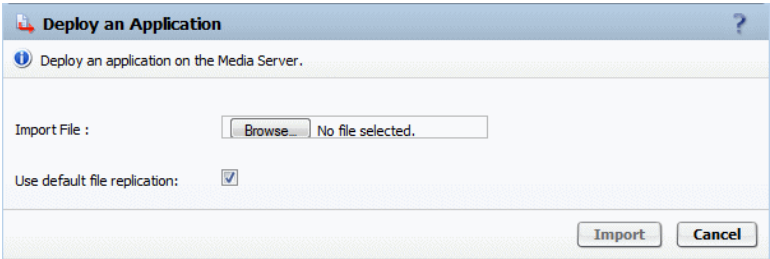 Deploy an Application ?
Deploy an application on the Media Server.
Import File : Browse... No file selected.
Use default file replication:
Import Cancel